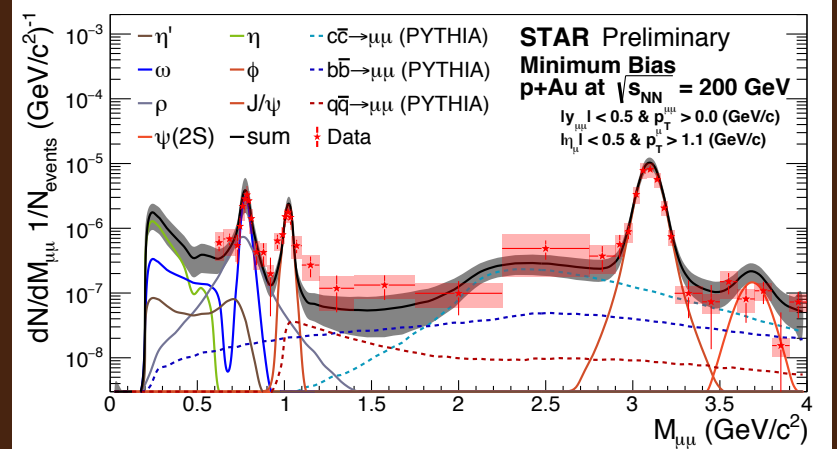 dN/dMμμ 1/Nevents (GeV/c²)⁻¹
10⁻³
10⁻⁴
10⁻⁵
10⁻⁶
10⁻⁷
10⁻⁸
η'
ω
ρ
ψ(2S)
η
ϕ
J/ψ
sum
cc̅→μμ (PYTHIA)
bb̅→μμ (PYTHIA)
qq̅→μμ (PYTHIA)
Data
STAR Preliminary
Minimum Bias
p+Au at √sNN = 200 GeV
|yμμ| < 0.5 & pTμμ > 0.0 (GeV/c)
|ημ| < 0.5 & pTμ > 1.1 (GeV/c)
0 0.5 1 1.5 2 2.5 3 3.5 4
Mμμ (GeV/c²)